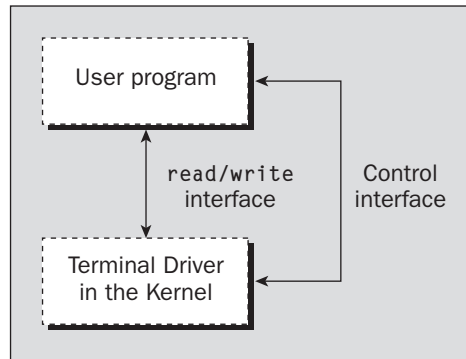 User program
read/write
interface
Control
interface
Terminal Driver
in the Kernel